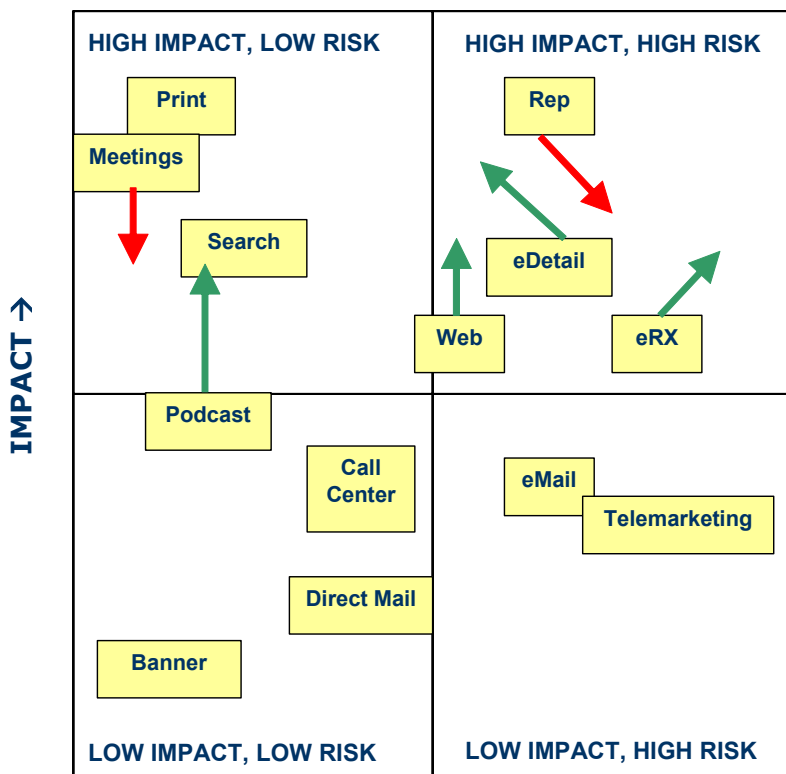 HIGH IMPACT, LOW RISK
HIGH IMPACT, HIGH RISK
Print
Rep
Meetings
Search
eDetail
IMPACT →
Web
eRX
Podcast
Call
Center
eMail
Telemarketing
Direct Mail
Banner
LOW IMPACT, LOW RISK
LOW IMPACT, HIGH RISK